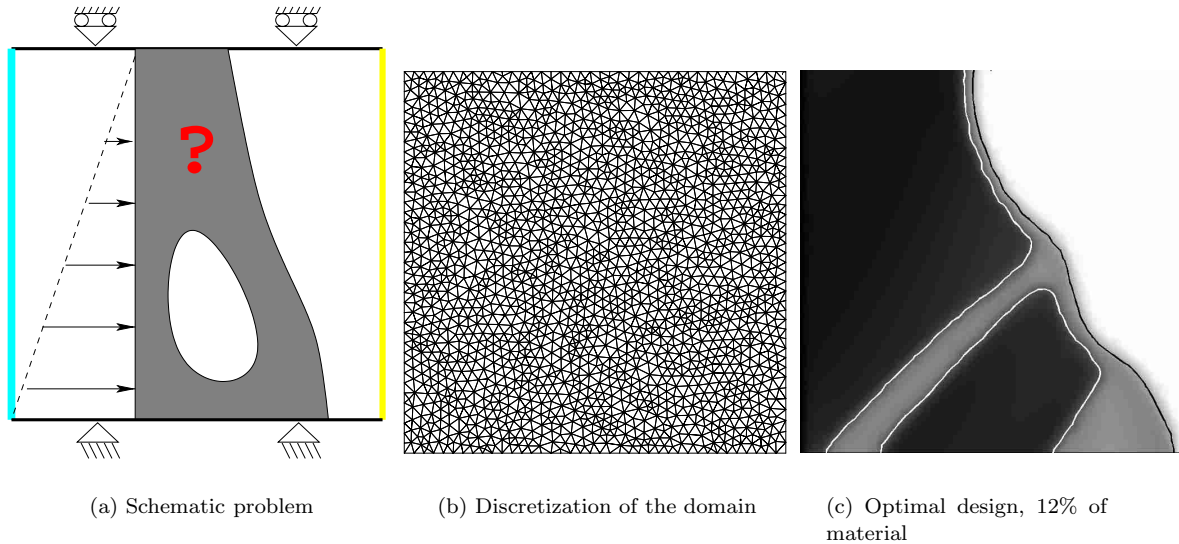 ?
(a) Schematic problem
(b) Discretization of the domain
(c) Optimal design, 12% of
material